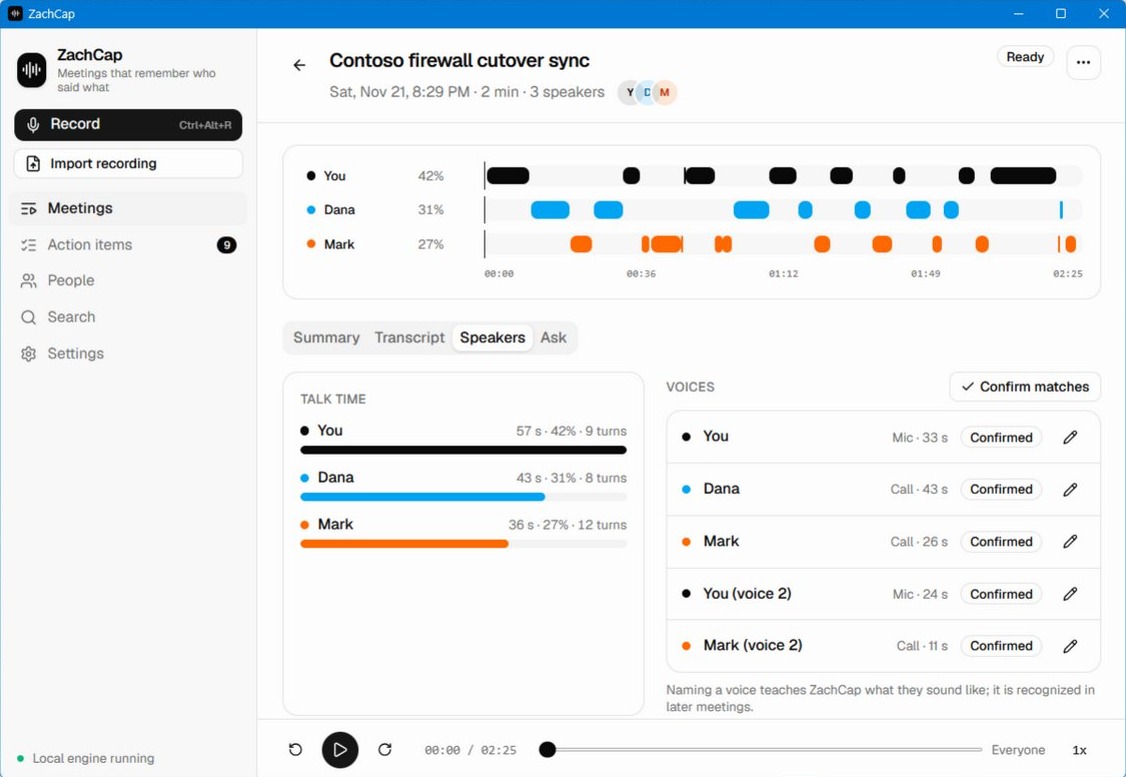 ZachCap
ZachCap
Meetings that remember who
said what
Record Ctrl+Alt+R
Import recording
Meetings
Action items 9
People
Search
Settings
Local engine running
Contoso firewall cutover sync
Sat, Nov 21, 8:29 PM · 2 min · 3 speakers Y D M
Ready
You 42%
Dana 31%
Mark 27%
00:00 00:36 01:12 01:49 02:25
Summary Transcript Speakers Ask
TALK TIME
You 57 s · 42% · 9 turns
Dana 43 s · 31% · 8 turns
Mark 36 s · 27% · 12 turns
VOICES Confirm matches
You Mic · 33 s Confirmed
Dana Call · 43 s Confirmed
Mark Call · 26 s Confirmed
You (voice 2) Mic · 24 s Confirmed
Mark (voice 2) Call · 11 s Confirmed
Naming a voice teaches ZachCap what they sound like; it is recognized in
later meetings.
00:00 / 02:25 Everyone 1x